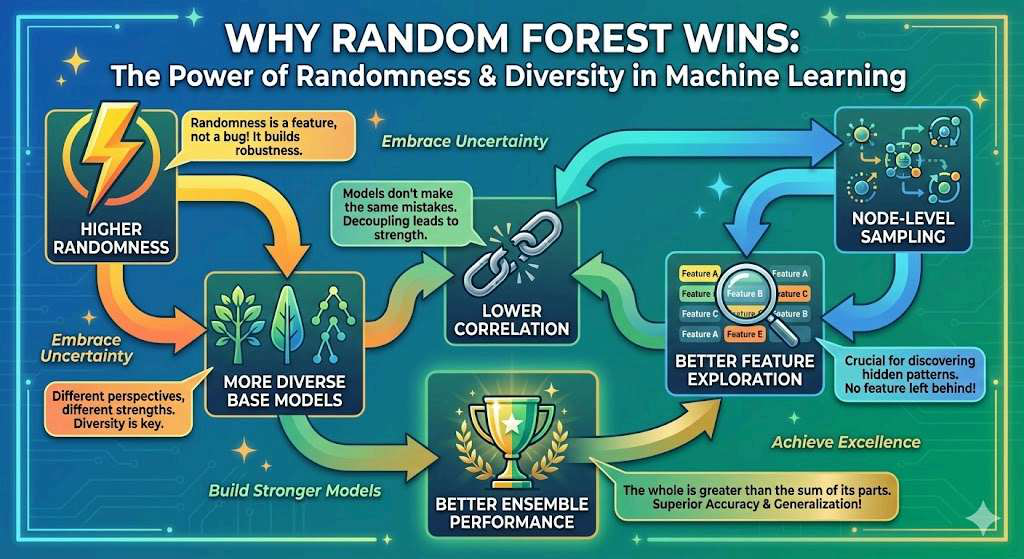 WHY RANDOM FOREST WINS:
The Power of Randomness & Diversity in Machine Learning
Randomness is a feature,
not a bug! It builds
robustness.
Embrace Uncertainty
HIGHER
RANDOMNESS
Models don't make
the same mistakes.
Decoupling leads to
strength.
NODE-LEVEL
SAMPLING
LOWER
CORRELATION
Feature A
Feature A
Feature B
Feature C
Feature C
Feature B
Feature A
Feature E
BETTER FEATURE
EXPLORATION
Embrace
Uncertainty
MORE DIVERSE
BASE MODELS
Crucial for discovering
hidden patterns.
No feature left behind!
Different perspectives,
different strengths.
Diversity is key.
Achieve Excellence
Build Stronger Models
BETTER ENSEMBLE
PERFORMANCE
The whole is greater than the sum of its parts.
Superior Accuracy & Generalization!